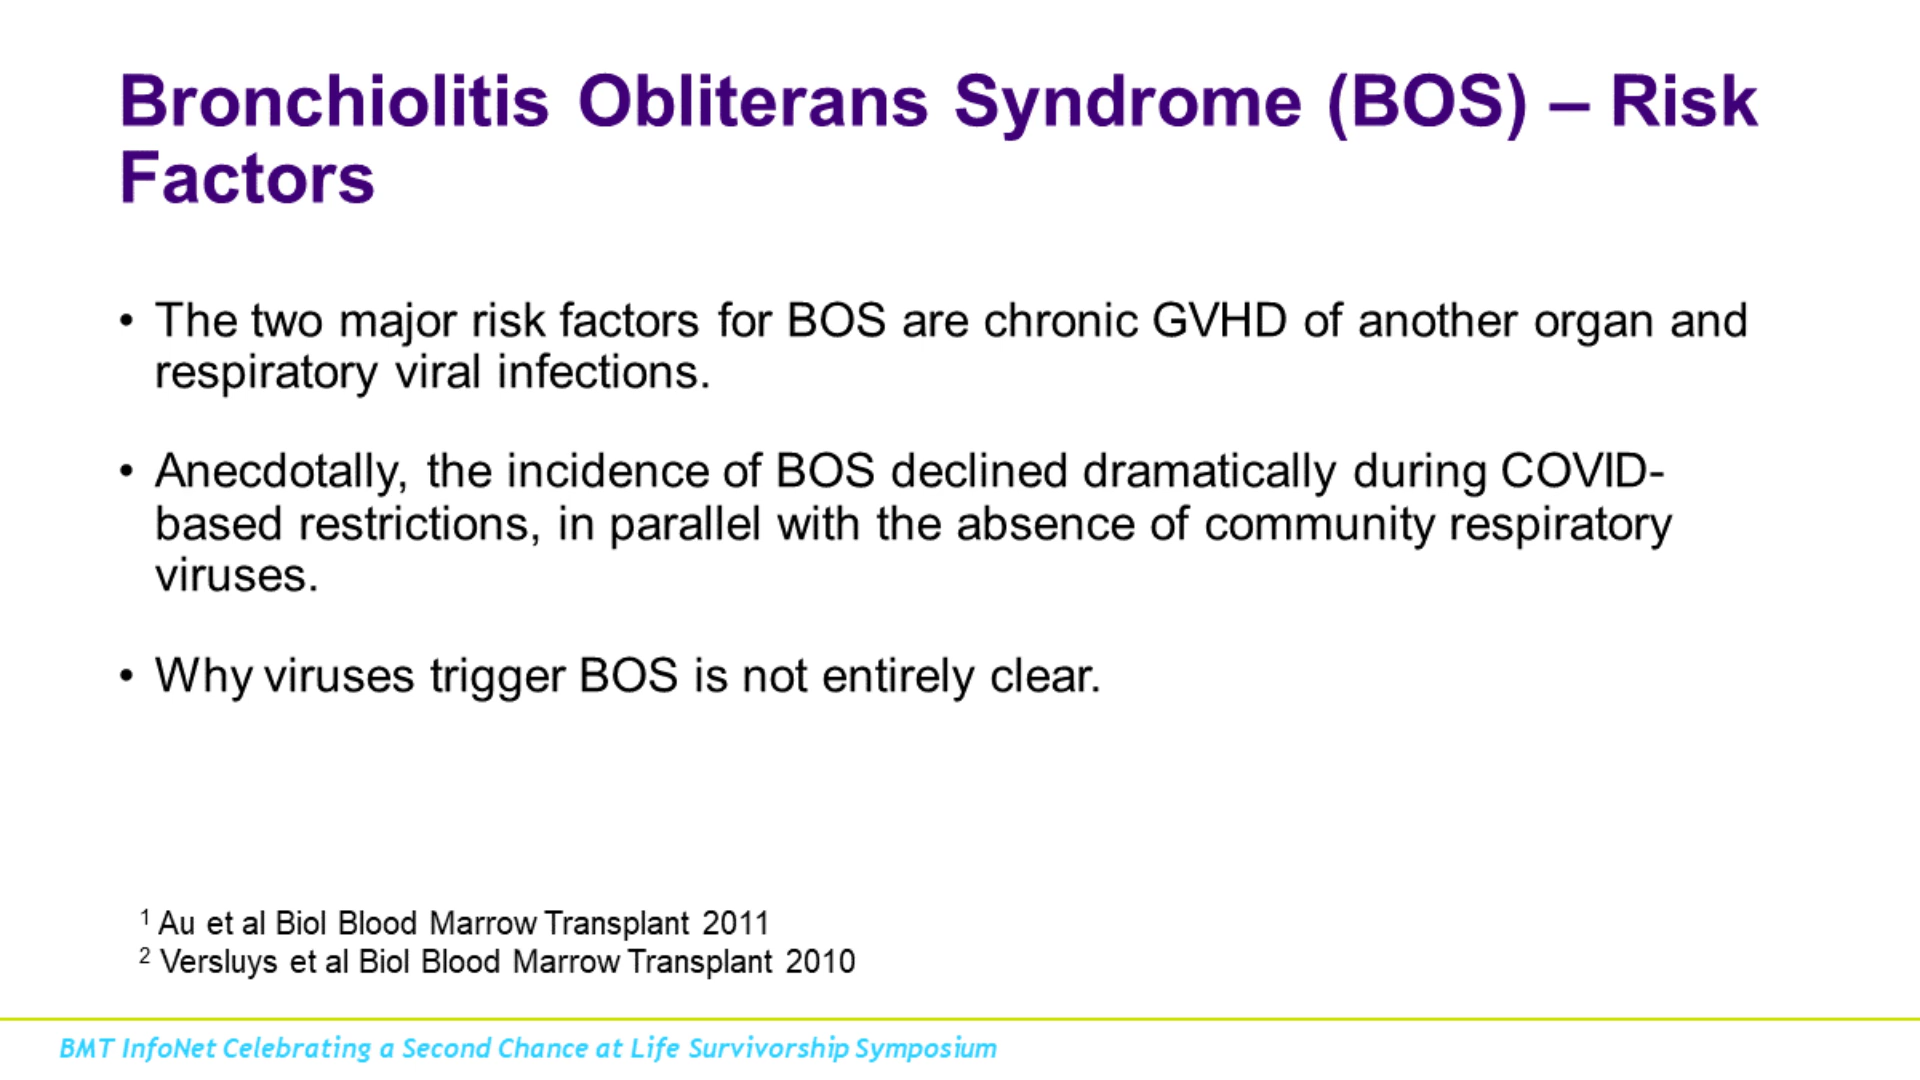 Bronchiolitis Obliterans Syndrome (BOS) – Risk
Factors
• The two major risk factors for BOS are chronic GVHD of another organ and
respiratory viral infections.
• Anecdotally, the incidence of BOS declined dramatically during COVID-
based restrictions, in parallel with the absence of community respiratory
viruses.
• Why viruses trigger BOS is not entirely clear.
¹ Au et al Biol Blood Marrow Transplant 2011
² Versluys et al Biol Blood Marrow Transplant 2010
BMT InfoNet Celebrating a Second Chance at Life Survivorship Symposium